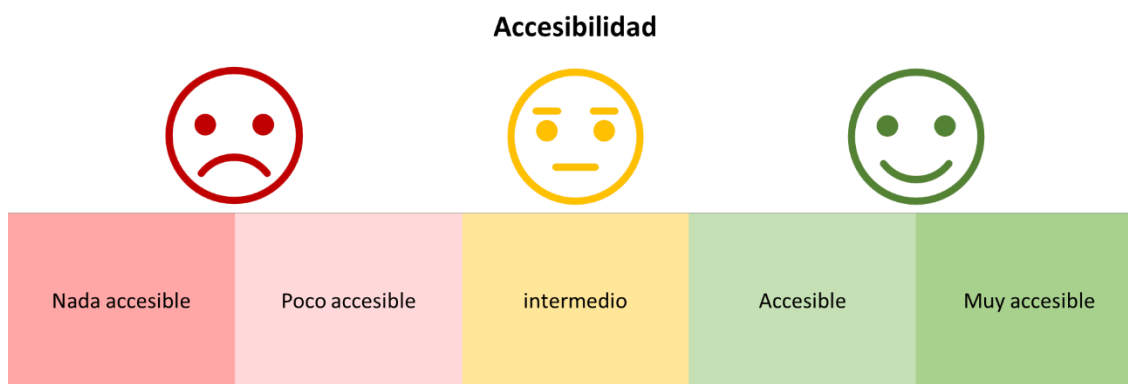 Accesibilidad
Nada accesible
Poco accesible
intermedio
Accesible
Muy accesible